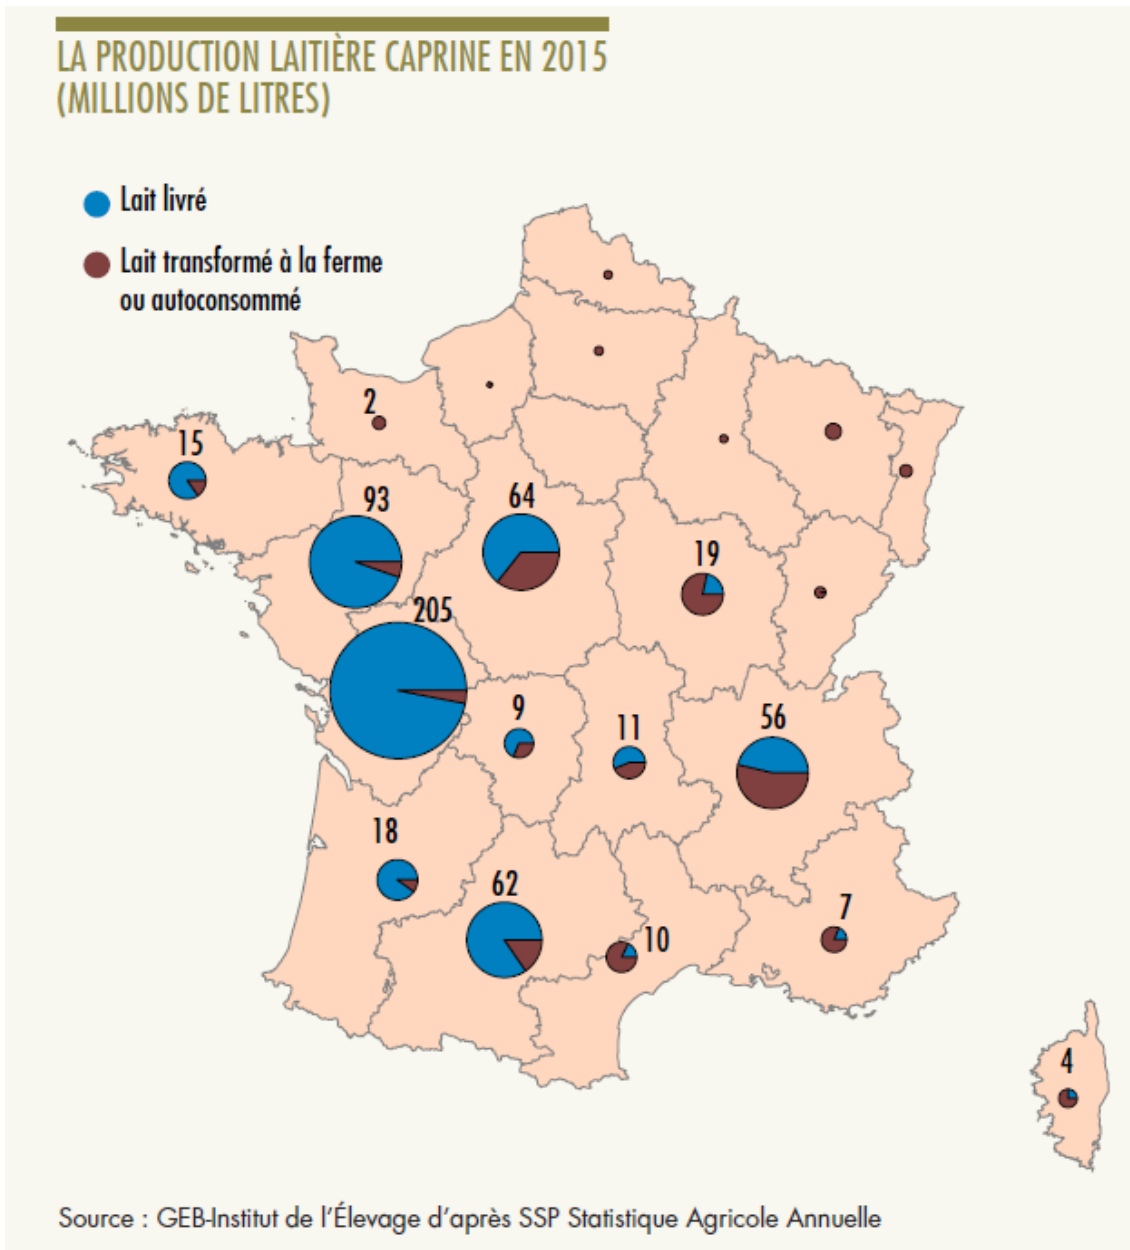 LA PRODUCTION LAITIÈRE CAPRINE EN 2015
(MILLIONS DE LITRES)
Lait livré
Lait transformé à la ferme
ou autoconsommé
2
15
93
64
19
205
9
11
56
18
62
10
7
4
Source : GEB-Institut de l'Élevage d'après SSP Statistique Agricole Annuelle